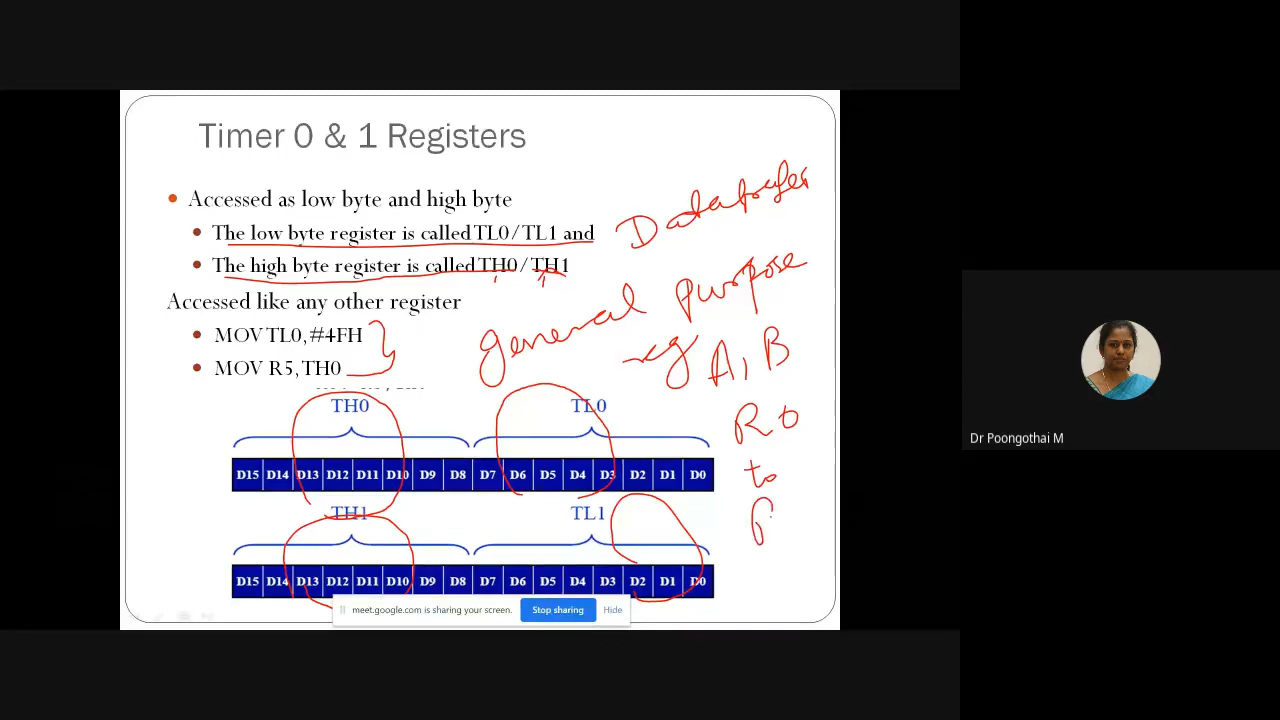 Timer 0 & 1 Registers
Accessed as low byte and high byte
The low byte register is called TL0/TL1 and
The high byte register is called TH0/TH1
Accessed like any other register
MOV TL0, #4FH
MOV R5, TH0
general purpose
reg A, B
R0
to
TH0 TL0
D15 D14 D13 D12 D11 D10 D9 D8 D7 D6 D5 D4 D3 D2 D1 D0
TH1 TL1
D15 D14 D13 D12 D11 D10 D9 D8 D7 D6 D5 D4 D3 D2 D1 D0
meet.google.com is sharing your screen. Stop sharing Hide
Dr Poongothai M